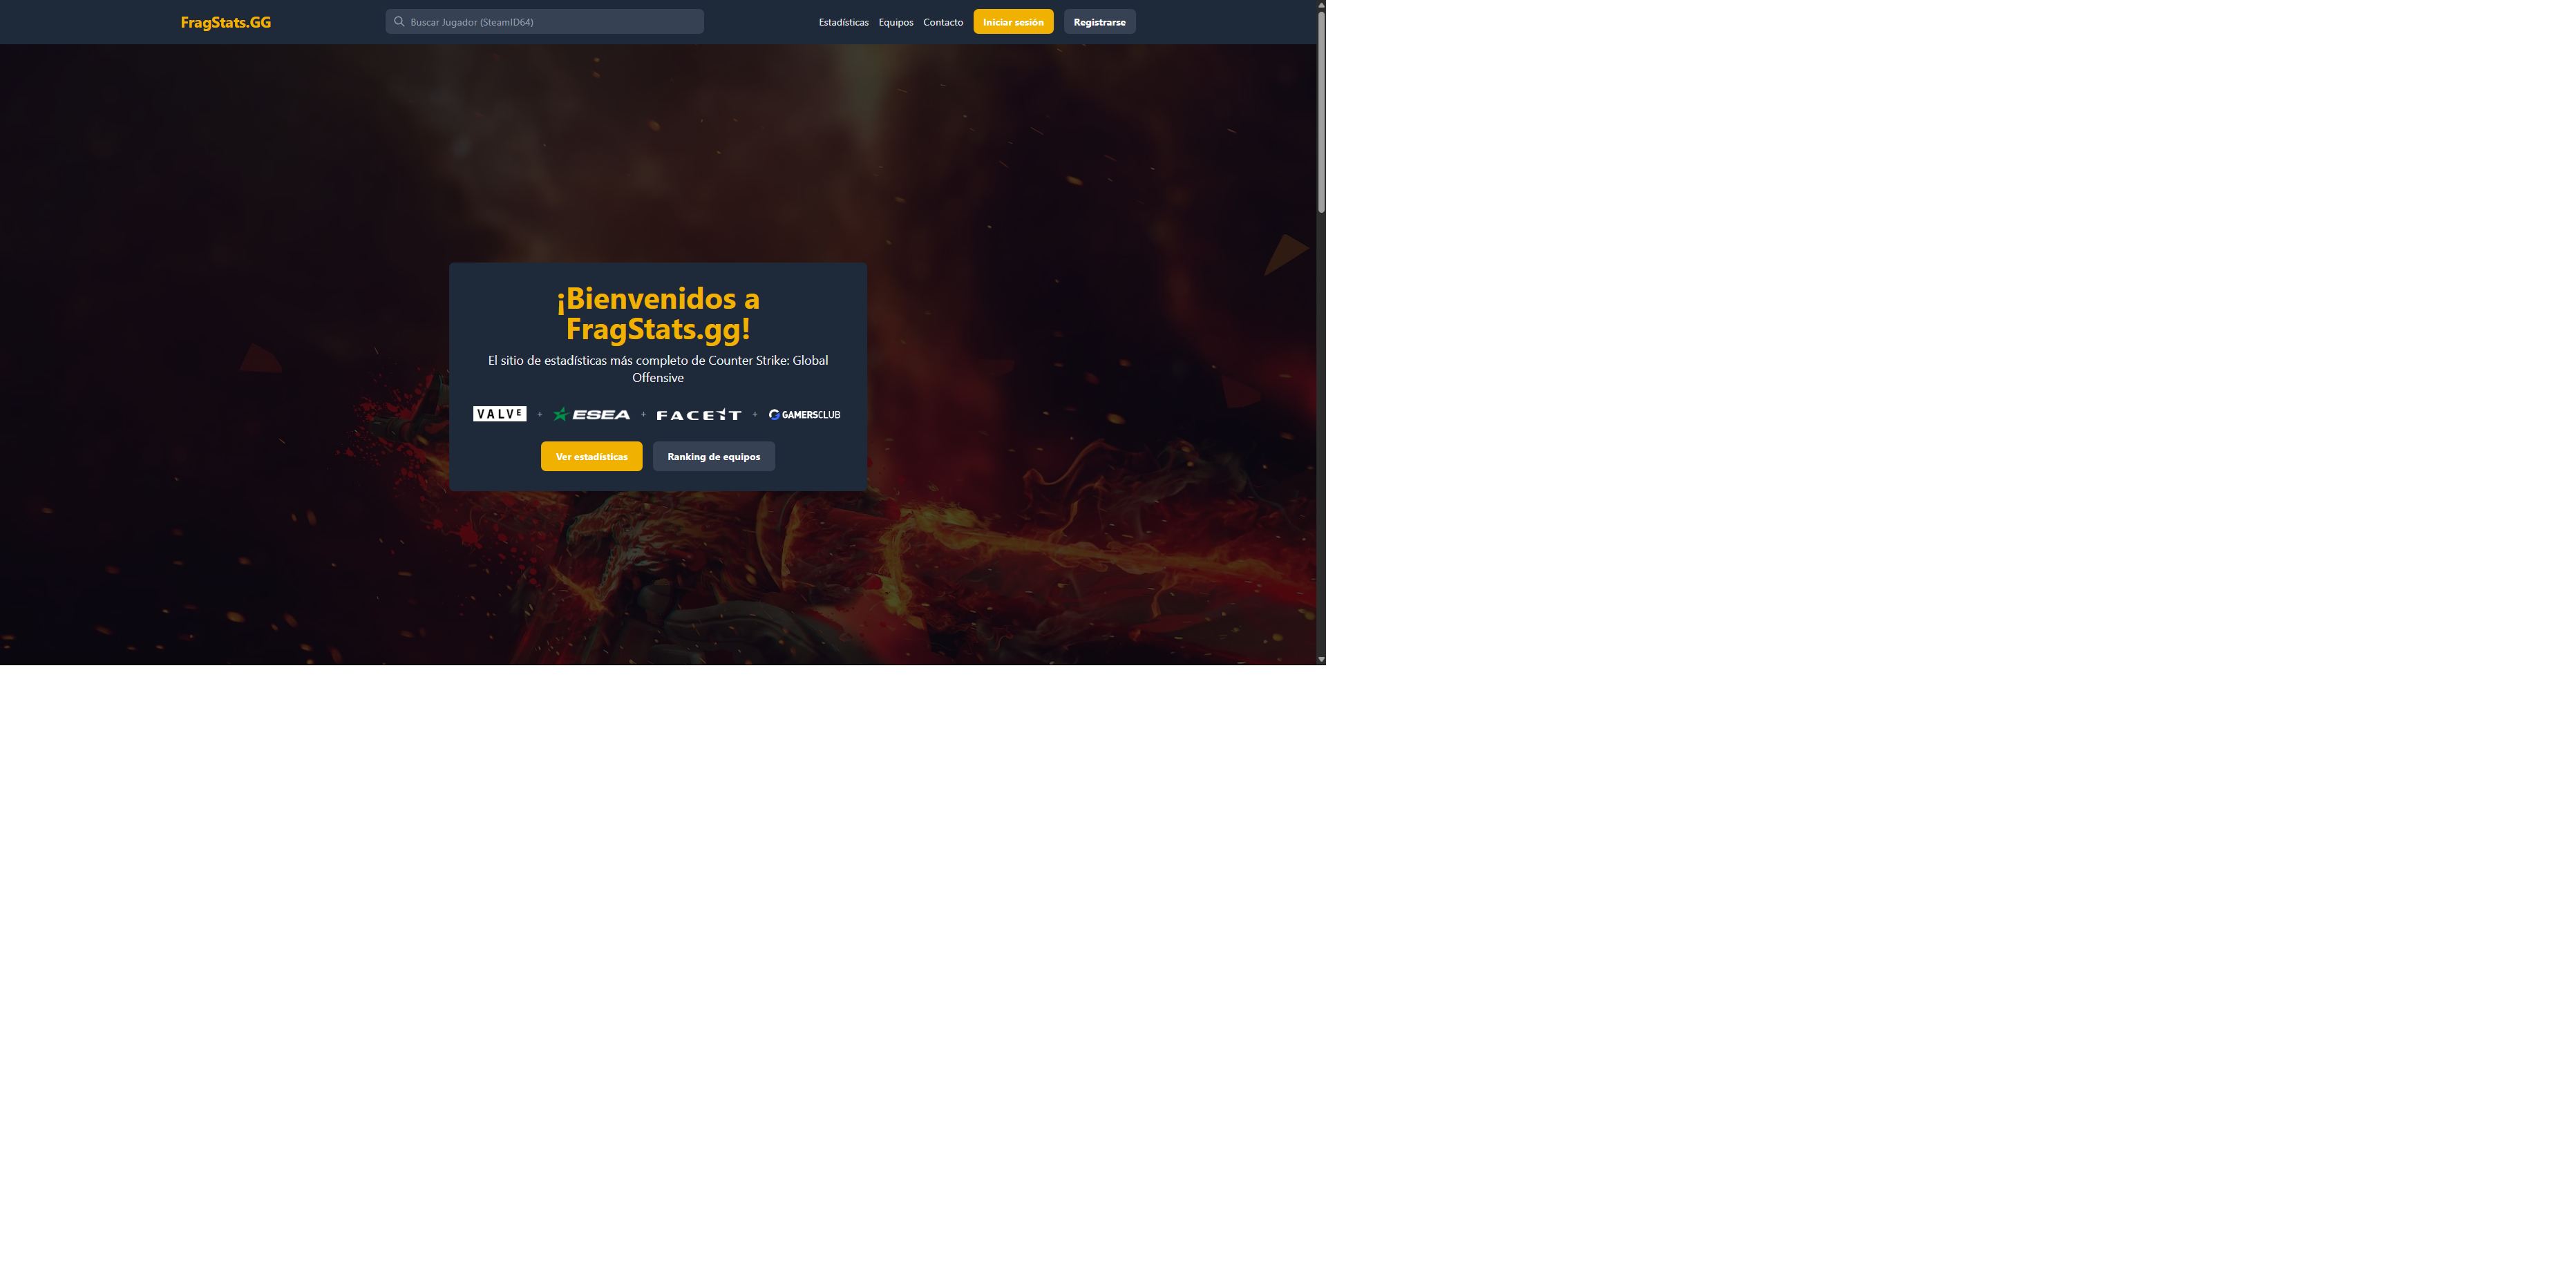 FragStats.GG
Buscar Jugador (SteamID64)
Estadísticas Equipos Contacto Iniciar sesión Registrarse
¡Bienvenidos a
FragStats.gg!
El sitio de estadísticas más completo de Counter Strike: Global
Offensive
VALVE + ESEA + FACEIT + GAMERSCLUB
Ver estadísticas Ranking de equipos